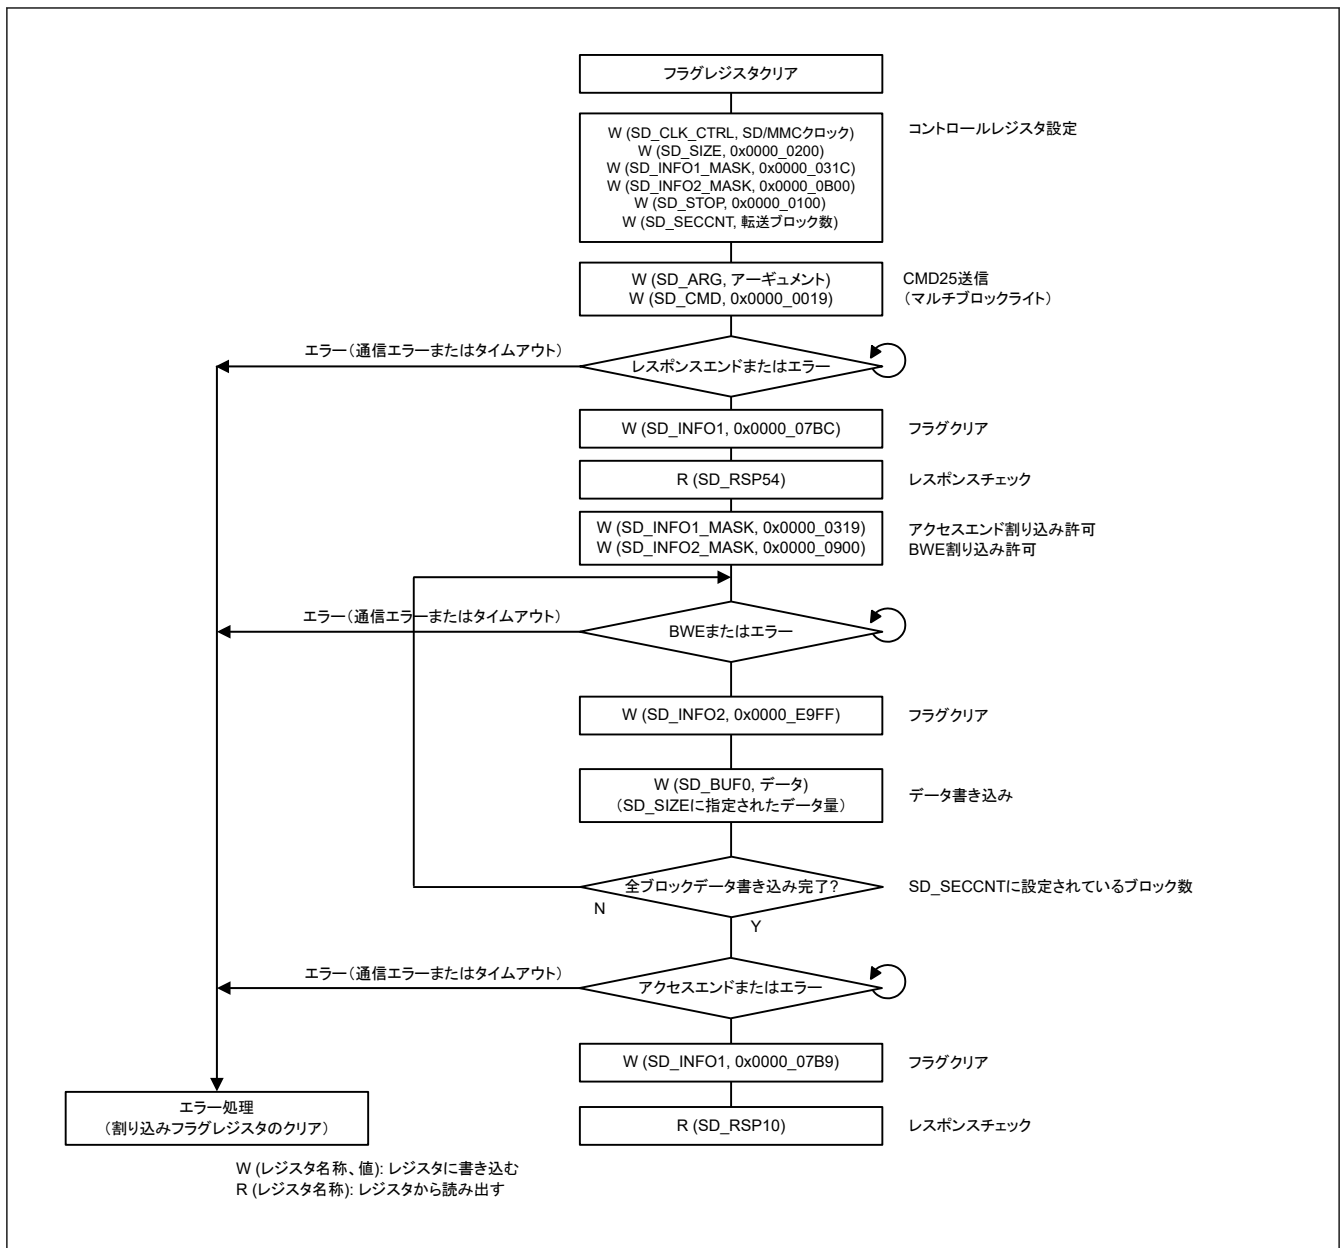 フラグレジスタクリア
W (SD_CLK_CTRL, SD/MMCクロック)
W (SD_SIZE, 0x0000_0200)
W (SD_INFO1_MASK, 0x0000_031C)
W (SD_INFO2_MASK, 0x0000_0B00)
W (SD_STOP, 0x0000_0100)
W (SD_SECCNT, 転送ブロック数)
コントロールレジスタ設定
W (SD_ARG, アーギュメント)
W (SD_CMD, 0x0000_0019)
CMD25送信
（マルチブロックライト）
エラー（通信エラーまたはタイムアウト）
レスポンスエンドまたはエラー
W (SD_INFO1, 0x0000_07BC)
フラグクリア
R (SD_RSP54)
レスポンスチェック
W (SD_INFO1_MASK, 0x0000_0319)
W (SD_INFO2_MASK, 0x0000_0900)
アクセスエンド割り込み許可
BWE割り込み許可
エラー（通信エラーまたはタイムアウト）
BWEまたはエラー
W (SD_INFO2, 0x0000_E9FF)
フラグクリア
W (SD_BUF0, データ)
（SD_SIZEに指定されたデータ量）
データ書き込み
全ブロックデータ書き込み完了?
SD_SECCNTに設定されているブロック数
N
Y
エラー（通信エラーまたはタイムアウト）
アクセスエンドまたはエラー
W (SD_INFO1, 0x0000_07B9)
フラグクリア
エラー処理
（割り込みフラグレジスタのクリア）
R (SD_RSP10)
レスポンスチェック
W (レジスタ名称、値): レジスタに書き込む
R (レジスタ名称): レジスタから読み出す